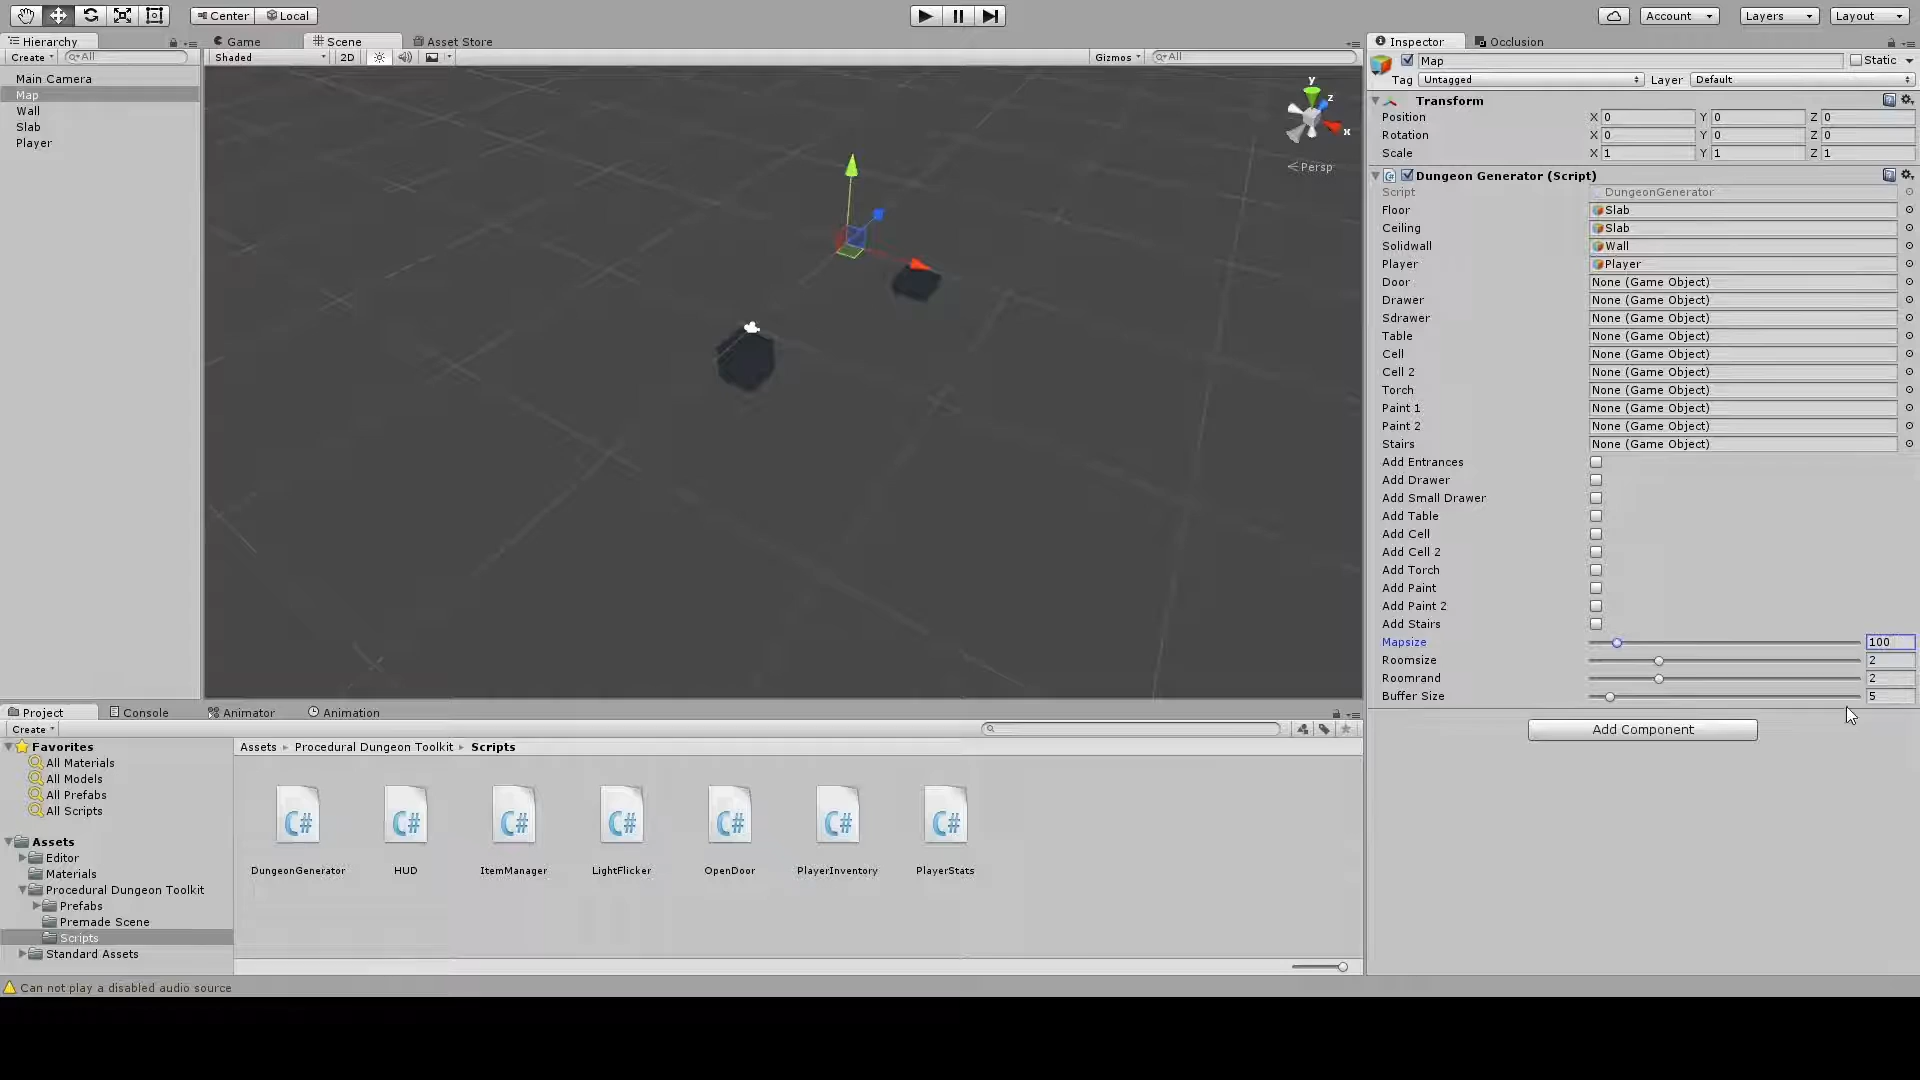 Center Local Account Layers Layout
Hierarchy Game Scene Asset Store Inspector Occlusion
Create All Shaded 2D Gizmos All Map Static
Main Camera
Map
Wall
Slab
Player
y
z
x
Persp
Tag Untagged Layer Default
Transform
Position X 0 Y 0 Z 0
Rotation X 0 Y 0 Z 0
Scale X 1 Y 1 Z 1
C# Dungeon Generator (Script)
Script DungeonGenerator
Floor Slab
Ceiling Slab
Solidwall Wall
Player Player
Door None (Game Object)
Drawer None (Game Object)
Sdrawer None (Game Object)
Table None (Game Object)
Cell None (Game Object)
Cell 2 None (Game Object)
Torch None (Game Object)
Paint 1 None (Game Object)
Paint 2 None (Game Object)
Stairs None (Game Object)
Add Entrances
Add Drawer
Add Small Drawer
Add Table
Add Cell
Add Cell 2
Add Torch
Add Paint
Add Paint 2
Add Stairs
Mapsize 100
Roomsize 2
Roomrand 2
Buffer Size 5
Add Component
Project Console Animator Animation
Create
Favorites
All Materials
All Models
All Prefabs
All Scripts
Assets
Editor
Materials
Procedural Dungeon Toolkit
Prefabs
Premade Scene
Scripts
Standard Assets
Assets Procedural Dungeon Toolkit Scripts
C# C# C# C# C# C# C#
DungeonGenerator HUD ItemManager LightFlicker OpenDoor PlayerInventory PlayerStats
Can not play a disabled audio source